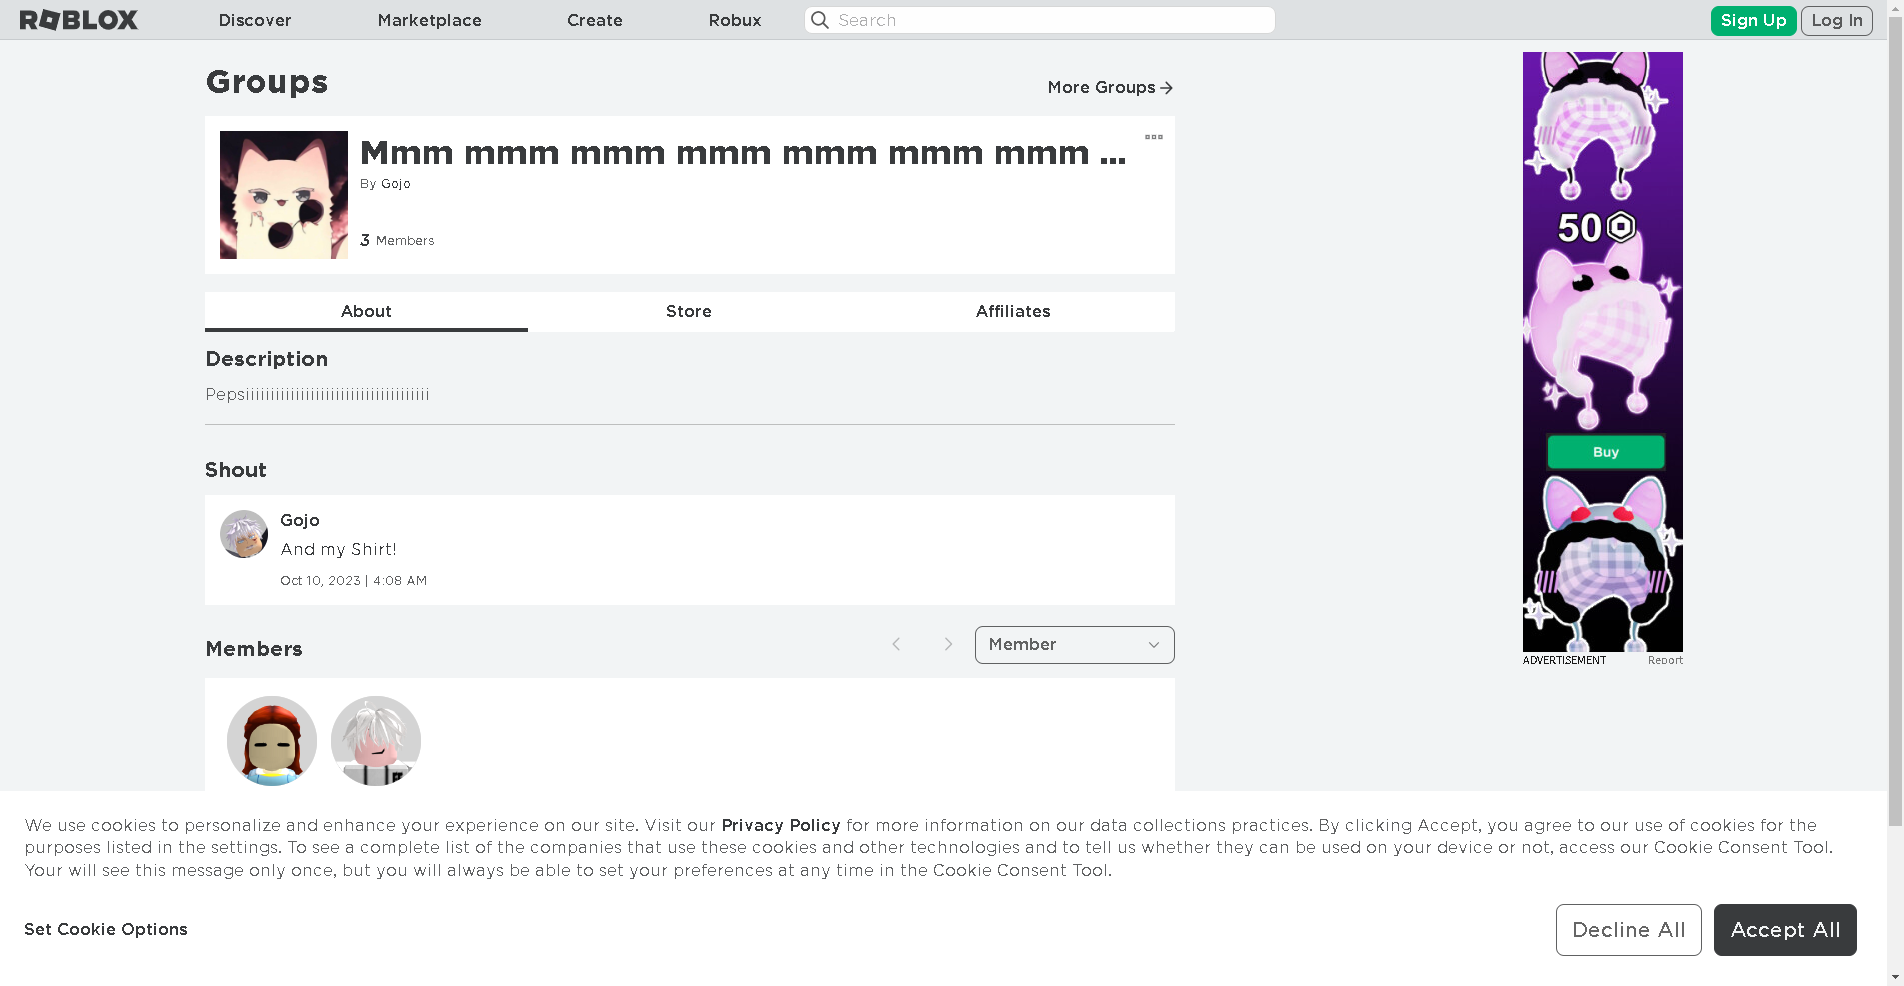 ROBLOX Discover Marketplace Create Robux Search Sign Up Log In
Groups
More Groups
Mmm mmm mmm mmm mmm mmm mmm ...
By Gojo
3 Members
About Store Affiliates
Description
Pepsiiiiiiiiiiiiiiiiiiiiiiiiiiiiiiiiiiiii
Shout
Gojo
And my Shirt!
Oct 10, 2023 | 4:08 AM
Members
Member
50
Buy
ADVERTISEMENT Report
We use cookies to personalize and enhance your experience on our site. Visit our Privacy Policy for more information on our data collections practices. By clicking Accept, you agree to our use of cookies for the
purposes listed in the settings. To see a complete list of the companies that use these cookies and other technologies and to tell us whether they can be used on your device or not, access our Cookie Consent Tool.
Your will see this message only once, but you will always be able to set your preferences at any time in the Cookie Consent Tool.
Set Cookie Options
Decline All Accept All